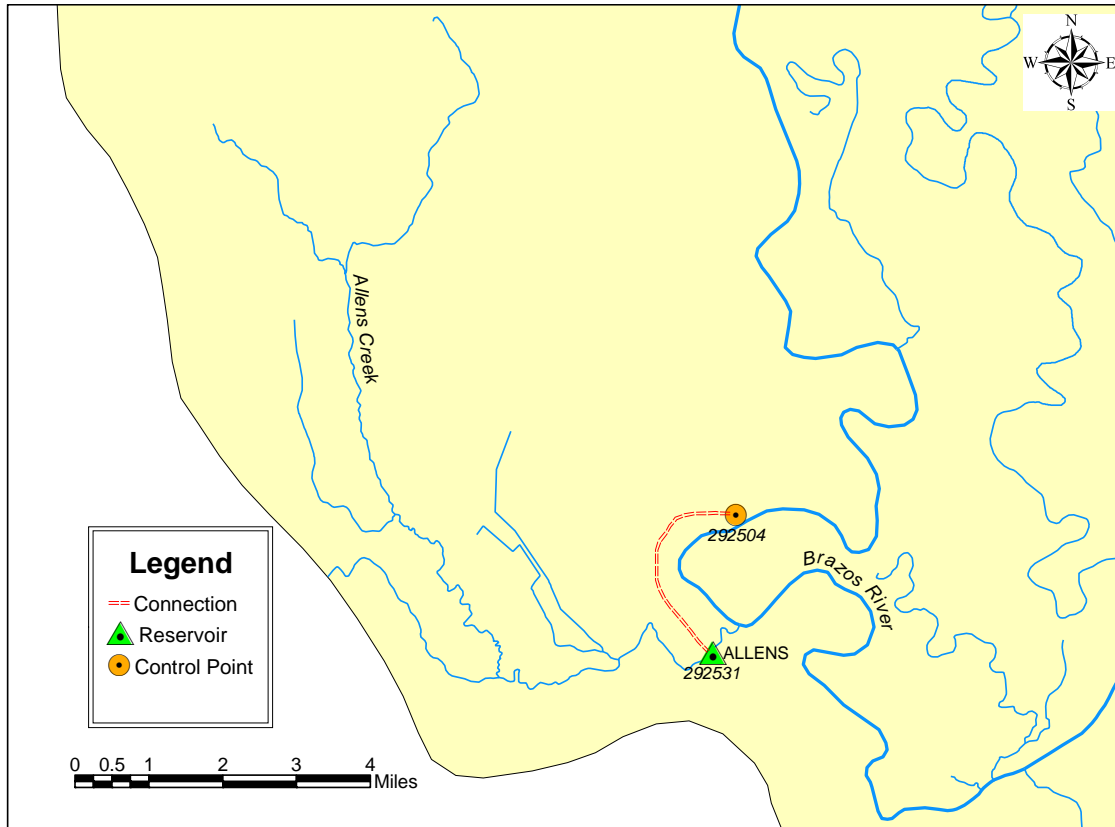 N
W E
S
Allens Creek
292504
Brazos River
ALLENS
292531
Legend
Connection
Reservoir
Control Point
0 0.5 1 2 3 4
Miles